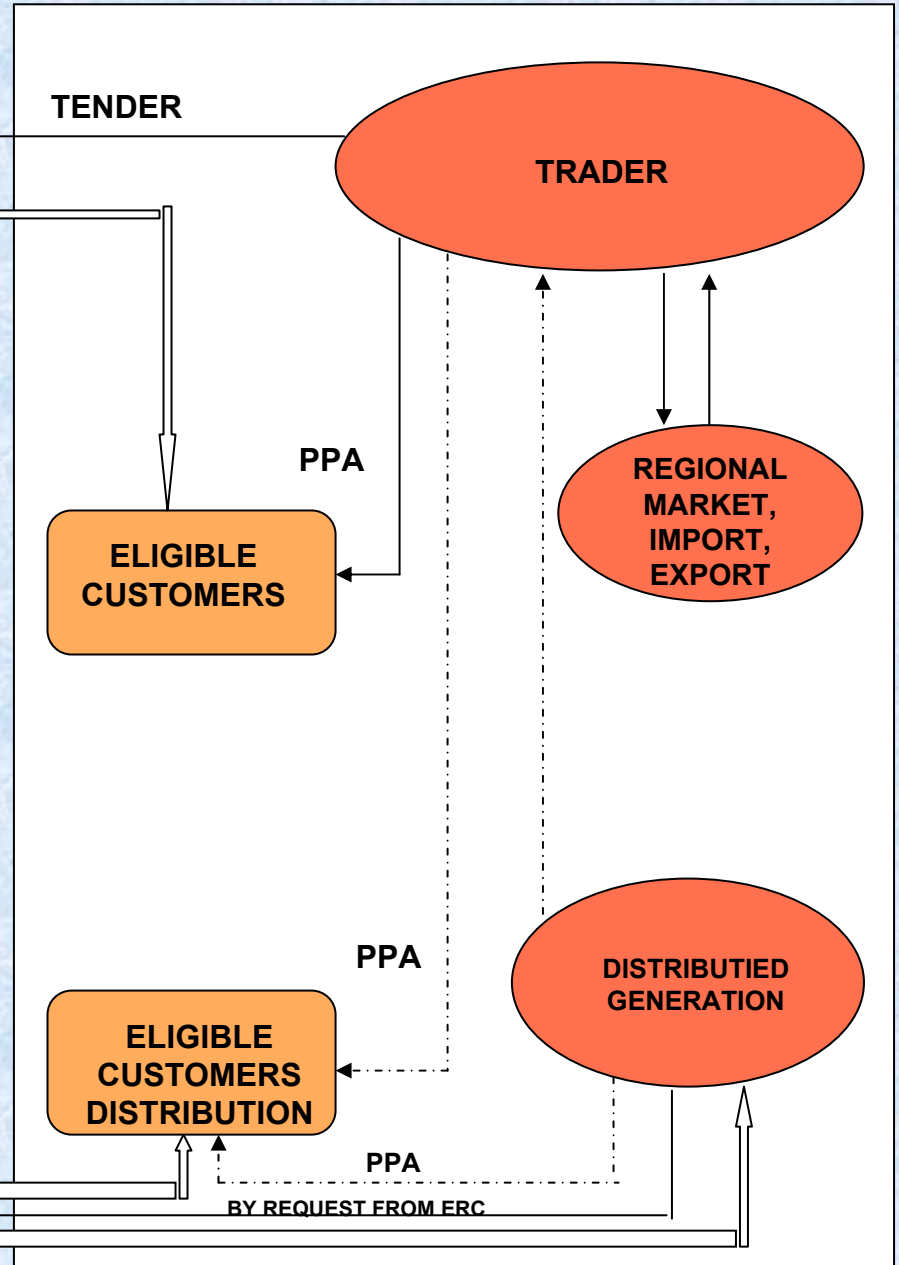 TENDER
TRADER
PPA
REGIONAL
MARKET,
IMPORT,
EXPORT
ELIGIBLE
CUSTOMERS
PPA
DISTRIBUTIED
GENERATION
ELIGIBLE
CUSTOMERS
DISTRIBUTION
PPA
BY REQUEST FROM ERC